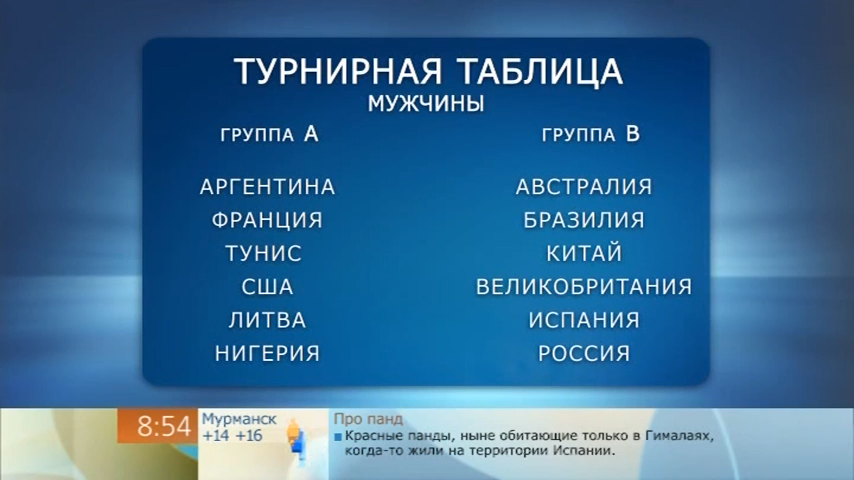 ТУРНИРНАЯ ТАБЛИЦА
МУЖЧИНЫ
ГРУППА А ГРУППА В
АРГЕНТИНА АВСТРАЛИЯ
ФРАНЦИЯ БРАЗИЛИЯ
ТУНИС КИТАЙ
США ВЕЛИКОБРИТАНИЯ
ЛИТВА ИСПАНИЯ
НИГЕРИЯ РОССИЯ
8:54
Мурманск
+14 +16
Про панд
Красные панды, ныне обитающие только в Гималаях,
когда-то жили на территории Испании.